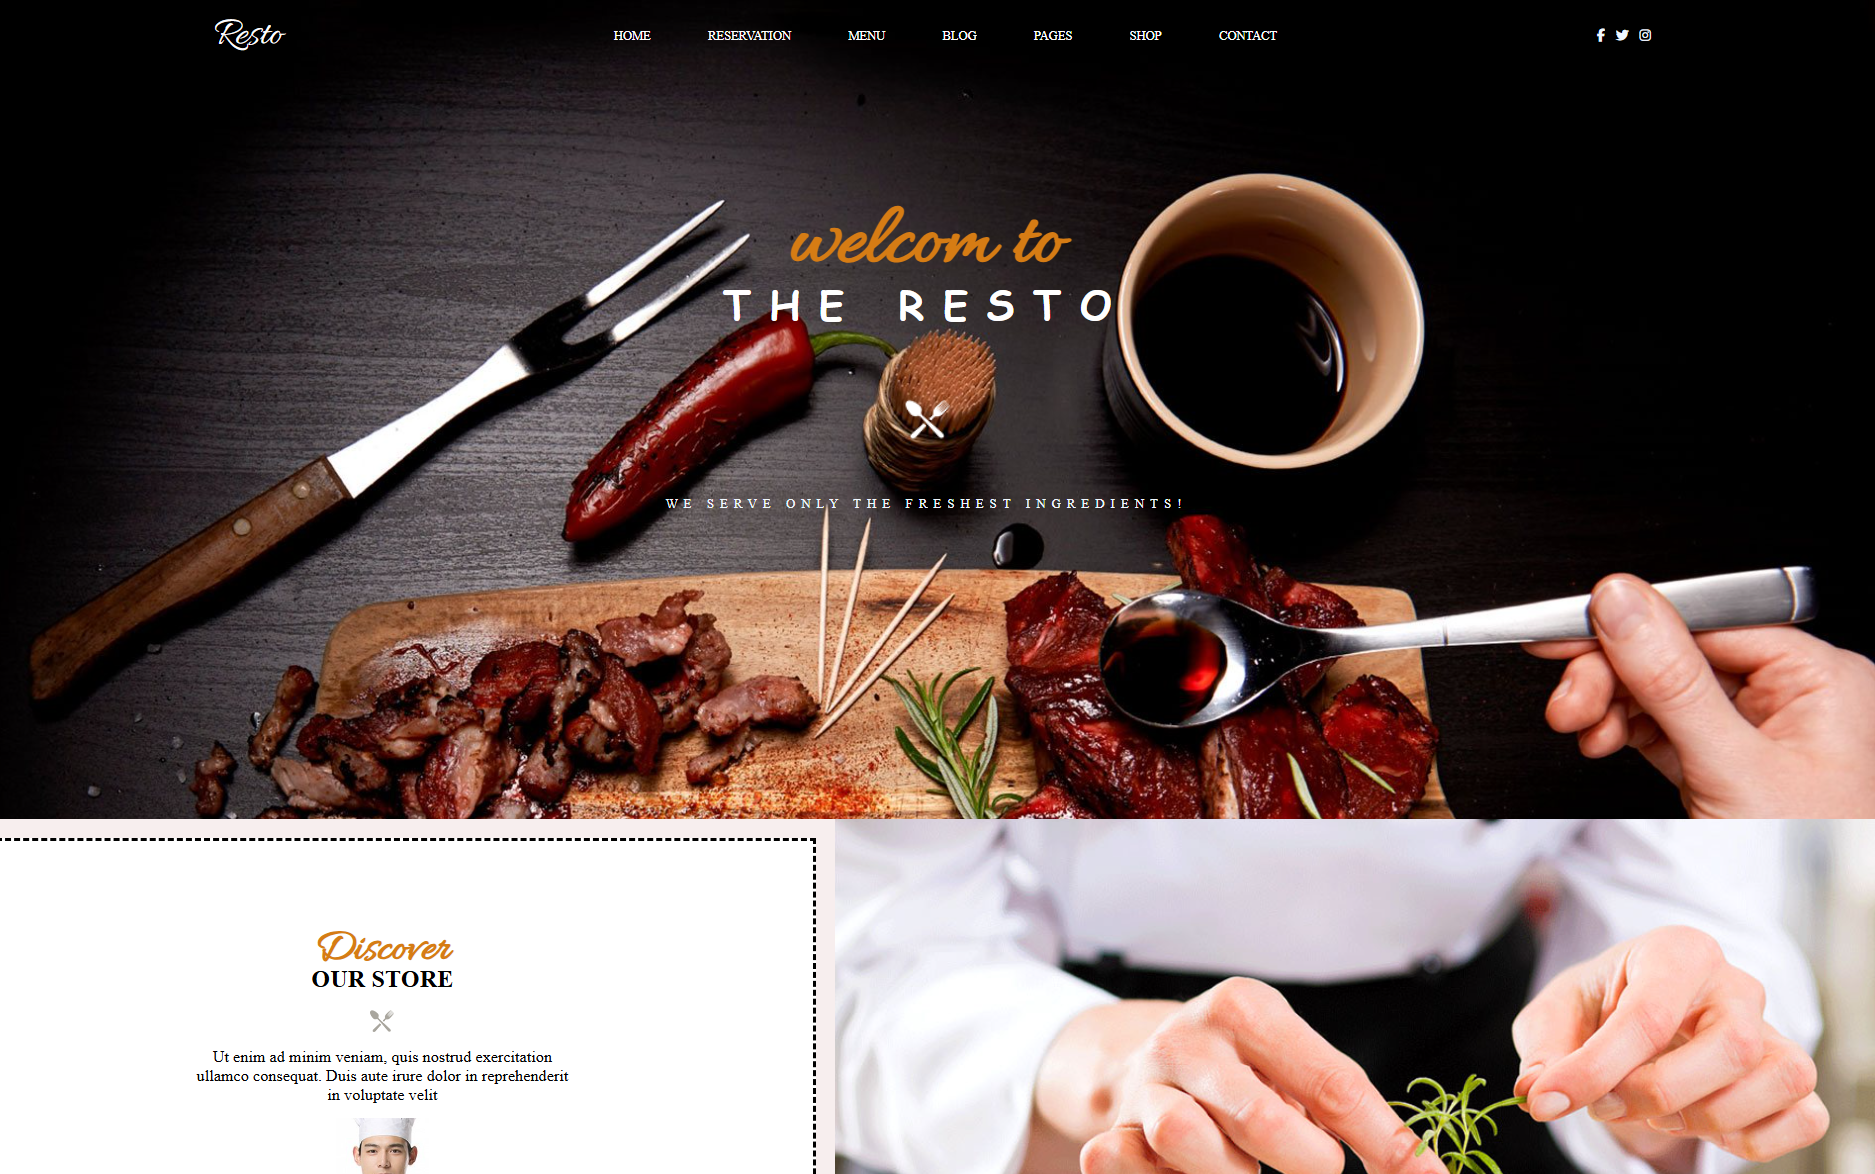 Resto
HOME RESERVATION MENU BLOG PAGES SHOP CONTACT
welcom to
THE RESTO
WE SERVE ONLY THE FRESHEST INGREDIENTS!
Discover
OUR STORE
Ut enim ad minim veniam, quis nostrud exercitation
ullamco consequat. Duis aute irure dolor in reprehenderit
in voluptate velit